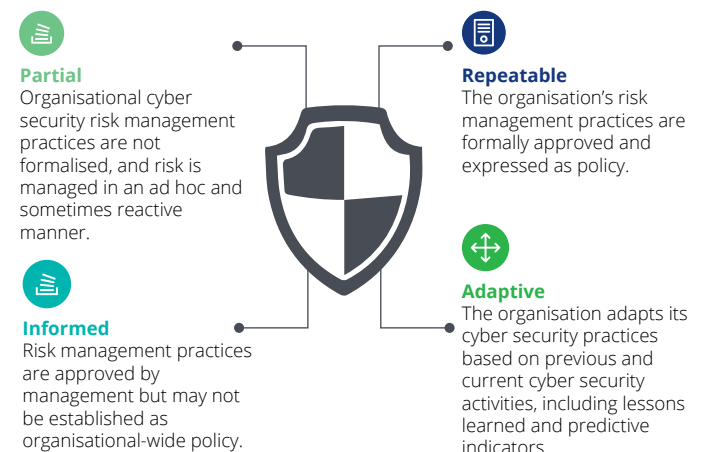 Partial
Organisational cyber
security risk management
practices are not
formalised, and risk is
managed in an ad hoc and
sometimes reactive
manner.
Informed
Risk management practices
are approved by
management but may not
be established as
organisational-wide policy.
Repeatable
The organisation’s risk
management practices are
formally approved and
expressed as policy.
Adaptive
The organisation adapts its
cyber security practices
based on previous and
current cyber security
activities, including lessons
learned and predictive
indicators